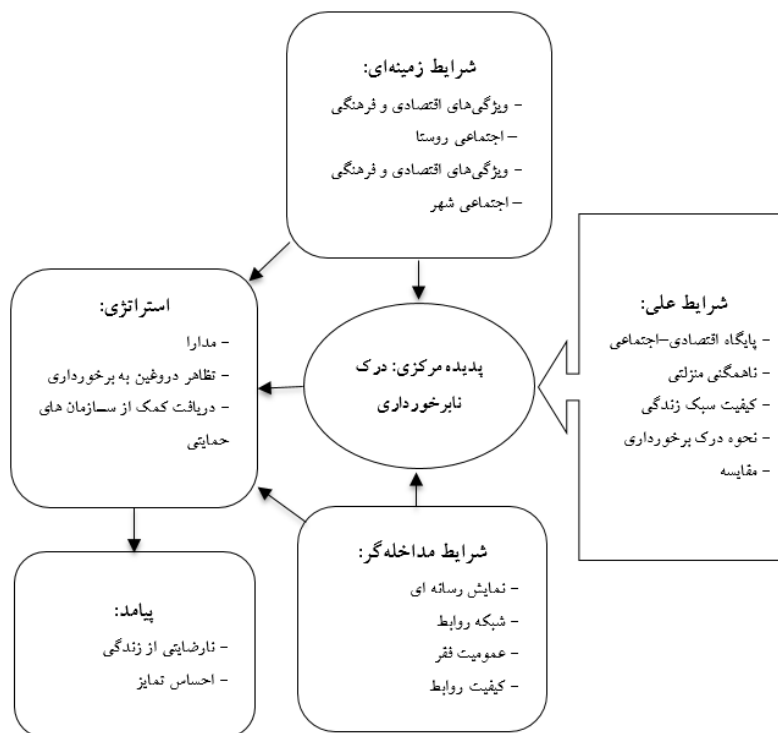 شرایط زمینه‌ای:
- ویژگی‌های اقتصادی و فرهنگی
- اجتماعی روستا
- ویژگی‌های اقتصادی و فرهنگی
- اجتماعی شهر
شرایط علی:
- پایگاه اقتصادی-اجتماعی
- ناهمگنی منزلتی
- کیفیت سبک زندگی
- نحوه درک برخورداری
- مقایسه
پدیده مرکزی: درک
نابرخورداری
استراتژی:
- مدارا
- تظاهر دروغین به برخورداری
- دریافت کمک از سازمان های
حمایتی
شرایط مداخله‌گر:
- نمایش رسانه ای
- شبکه روابط
- عمومیت فقر
- کیفیت روابط
پیامد:
- نارضایتی از زندگی
- احساس تمایز